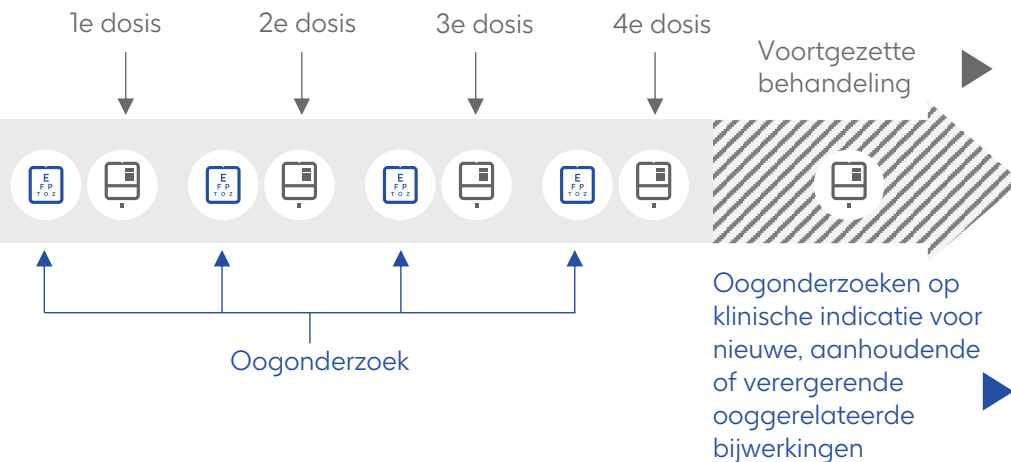 1e dosis
2e dosis
3e dosis
4e dosis
Voortgezette
behandeling
E
F P
T O Z
E
F P
T O Z
E
F P
T O Z
E
F P
T O Z
Oogonderzoek
Oogonderzoeken op
klinische indicatie voor
nieuwe, aanhoudende
of verergerende
ooggerelateerde
bijwerkingen